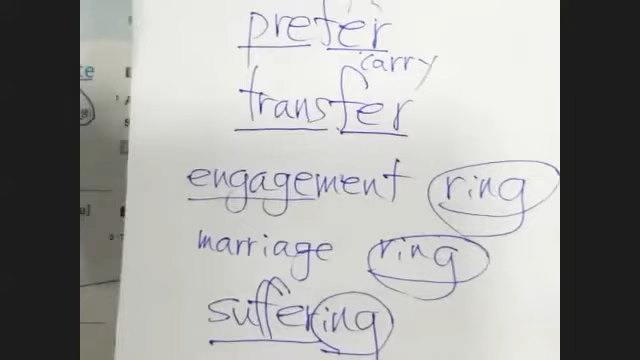 prefer
carry
transfer
engagement ring
marriage ring
suffering